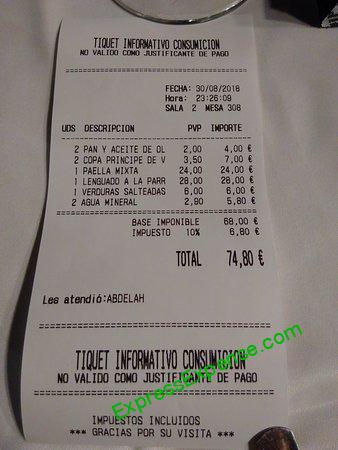 TIQUET INFORMATIVO CONSUMICION
NO VALIDO COMO JUSTIFICANTE DE PAGO
FECHA: 30/08/2018
Hora: 23:26:09
SALA 2 MESA 308
UDS DESCRIPCION PVP IMPORTE
2 PAN Y ACEITE DE OL 2,00 4,00 €
2 COPA PRINCIPE DE V 3,50 7,00 €
1 PAELLA MIXTA 24,00 24,00 €
1 LENGUADO A LA PARR 28,00 28,00 €
1 VERDURAS SALTEADAS 6,00 6,00 €
2 AGUA MINERAL 2,90 5,80 €
BASE IMPONIBLE 68,00 €
IMPUESTO 10% 6,80 €
TOTAL 74,80 €
Les atendió:ABDELAH
TIQUET INFORMATIVO CONSUMICION
NO VALIDO COMO JUSTIFICANTE DE PAGO
IMPUESTOS INCLUIDOS
*** GRACIAS POR SU VISITA ***
ExpressExpense.com